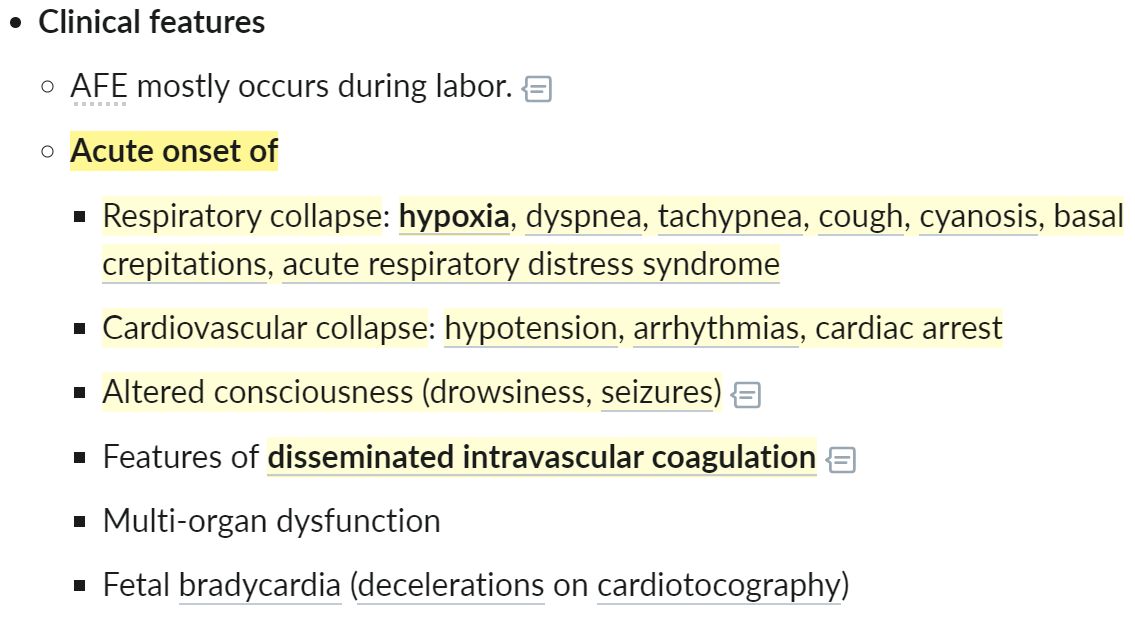 Clinical features
AFE mostly occurs during labor.
Acute onset of
Respiratory collapse: hypoxia, dyspnea, tachypnea, cough, cyanosis, basal
crepitations, acute respiratory distress syndrome
Cardiovascular collapse: hypotension, arrhythmias, cardiac arrest
Altered consciousness (drowsiness, seizures)
Features of disseminated intravascular coagulation
Multi-organ dysfunction
Fetal bradycardia (decelerations on cardiotocography)